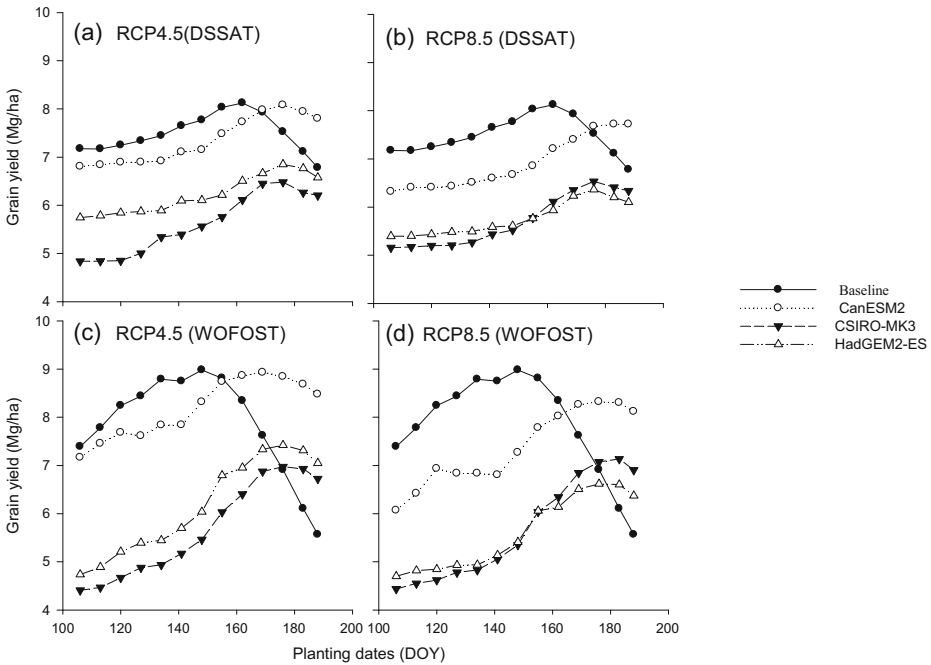 (a) RCP4.5(DSSAT)
(b) RCP8.5 (DSSAT)
10
9
8
7
6
5
4
Grain yield (Mg/ha)
Baseline
CanESM2
CSIRO-MK3
HadGEM2-ES
(c) RCP4.5 (WOFOST)
(d) RCP8.5 (WOFOST)
10
9
8
7
6
5
4
Grain yield (Mg/ha)
100 120 140 160 180 200
100 120 140 160 180 200
Planting dates (DOY)